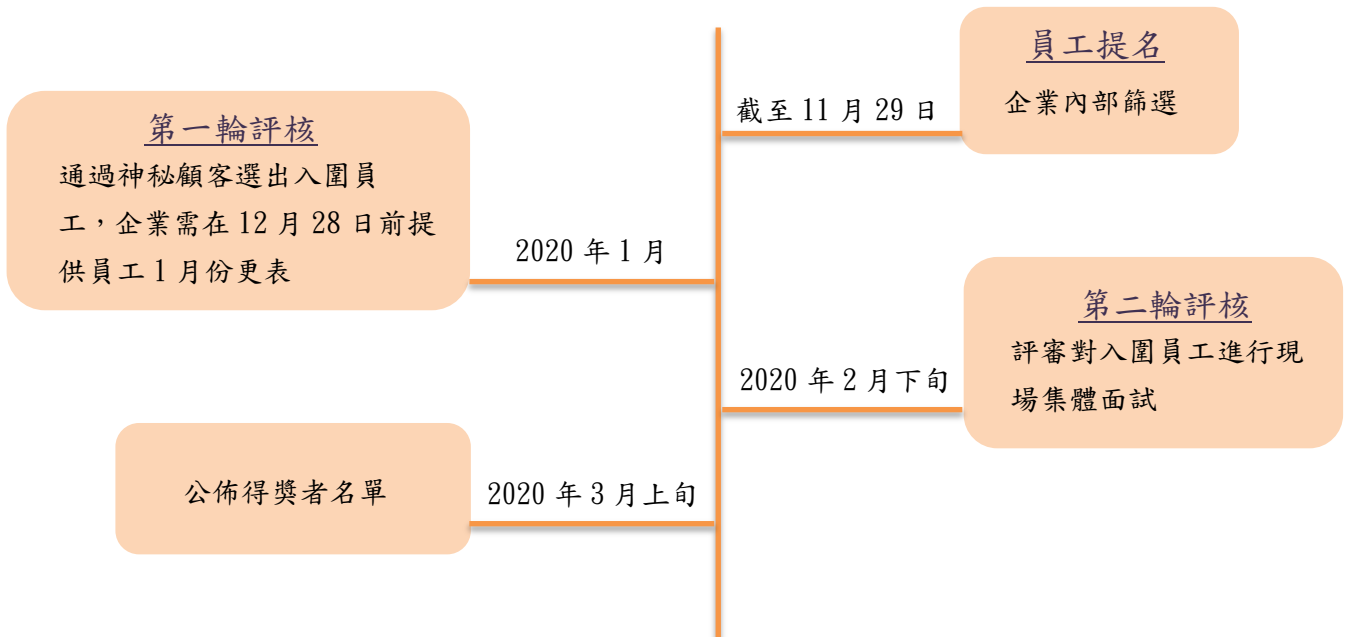 員工提名
企業內部篩選
截至 11 月 29 日
第一輪評核
通過神秘顧客選出入圍員
工，企業需在 12 月 28 日前提
供員工 1 月份更表
2020 年 1 月
第二輪評核
評審對入圍員工進行現
場集體面試
2020 年 2 月下旬
公佈得獎者名單
2020 年 3 月上旬